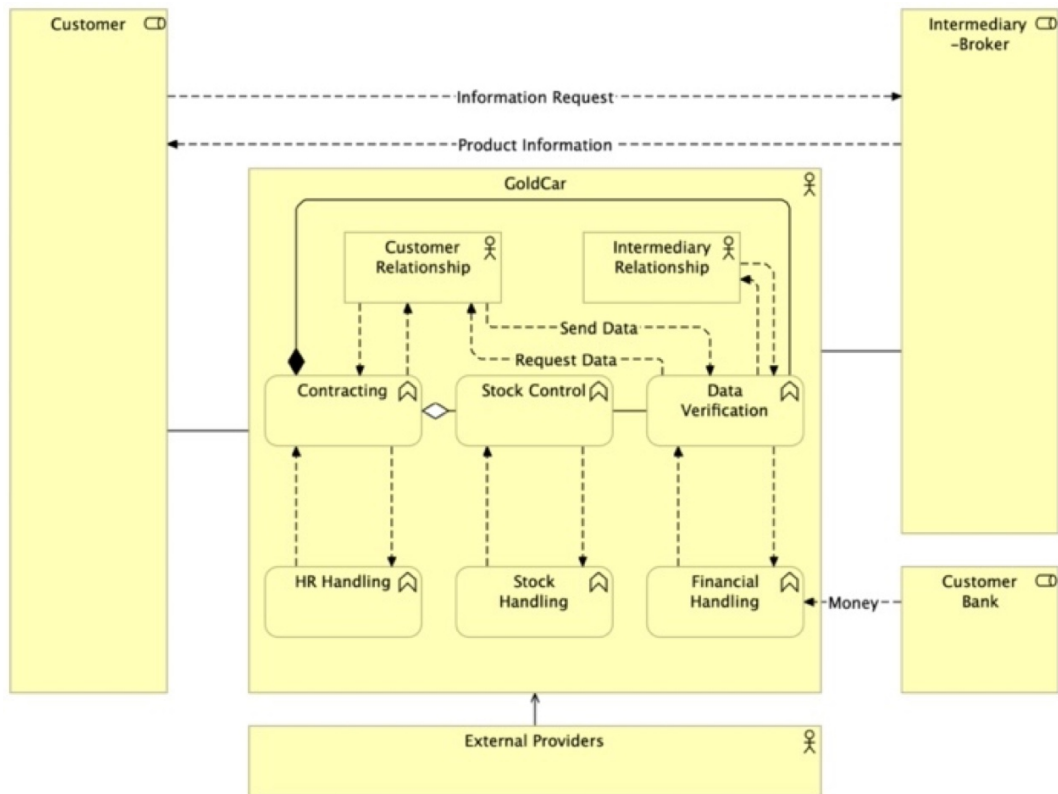 Customer
Intermediary
-Broker
Information Request
Product Information
GoldCar
Customer
Relationship
Intermediary
Relationship
Send Data
Request Data
Contracting
Stock Control
Data
Verification
HR Handling
Stock
Handling
Financial
Handling
Money
Customer
Bank
External Providers